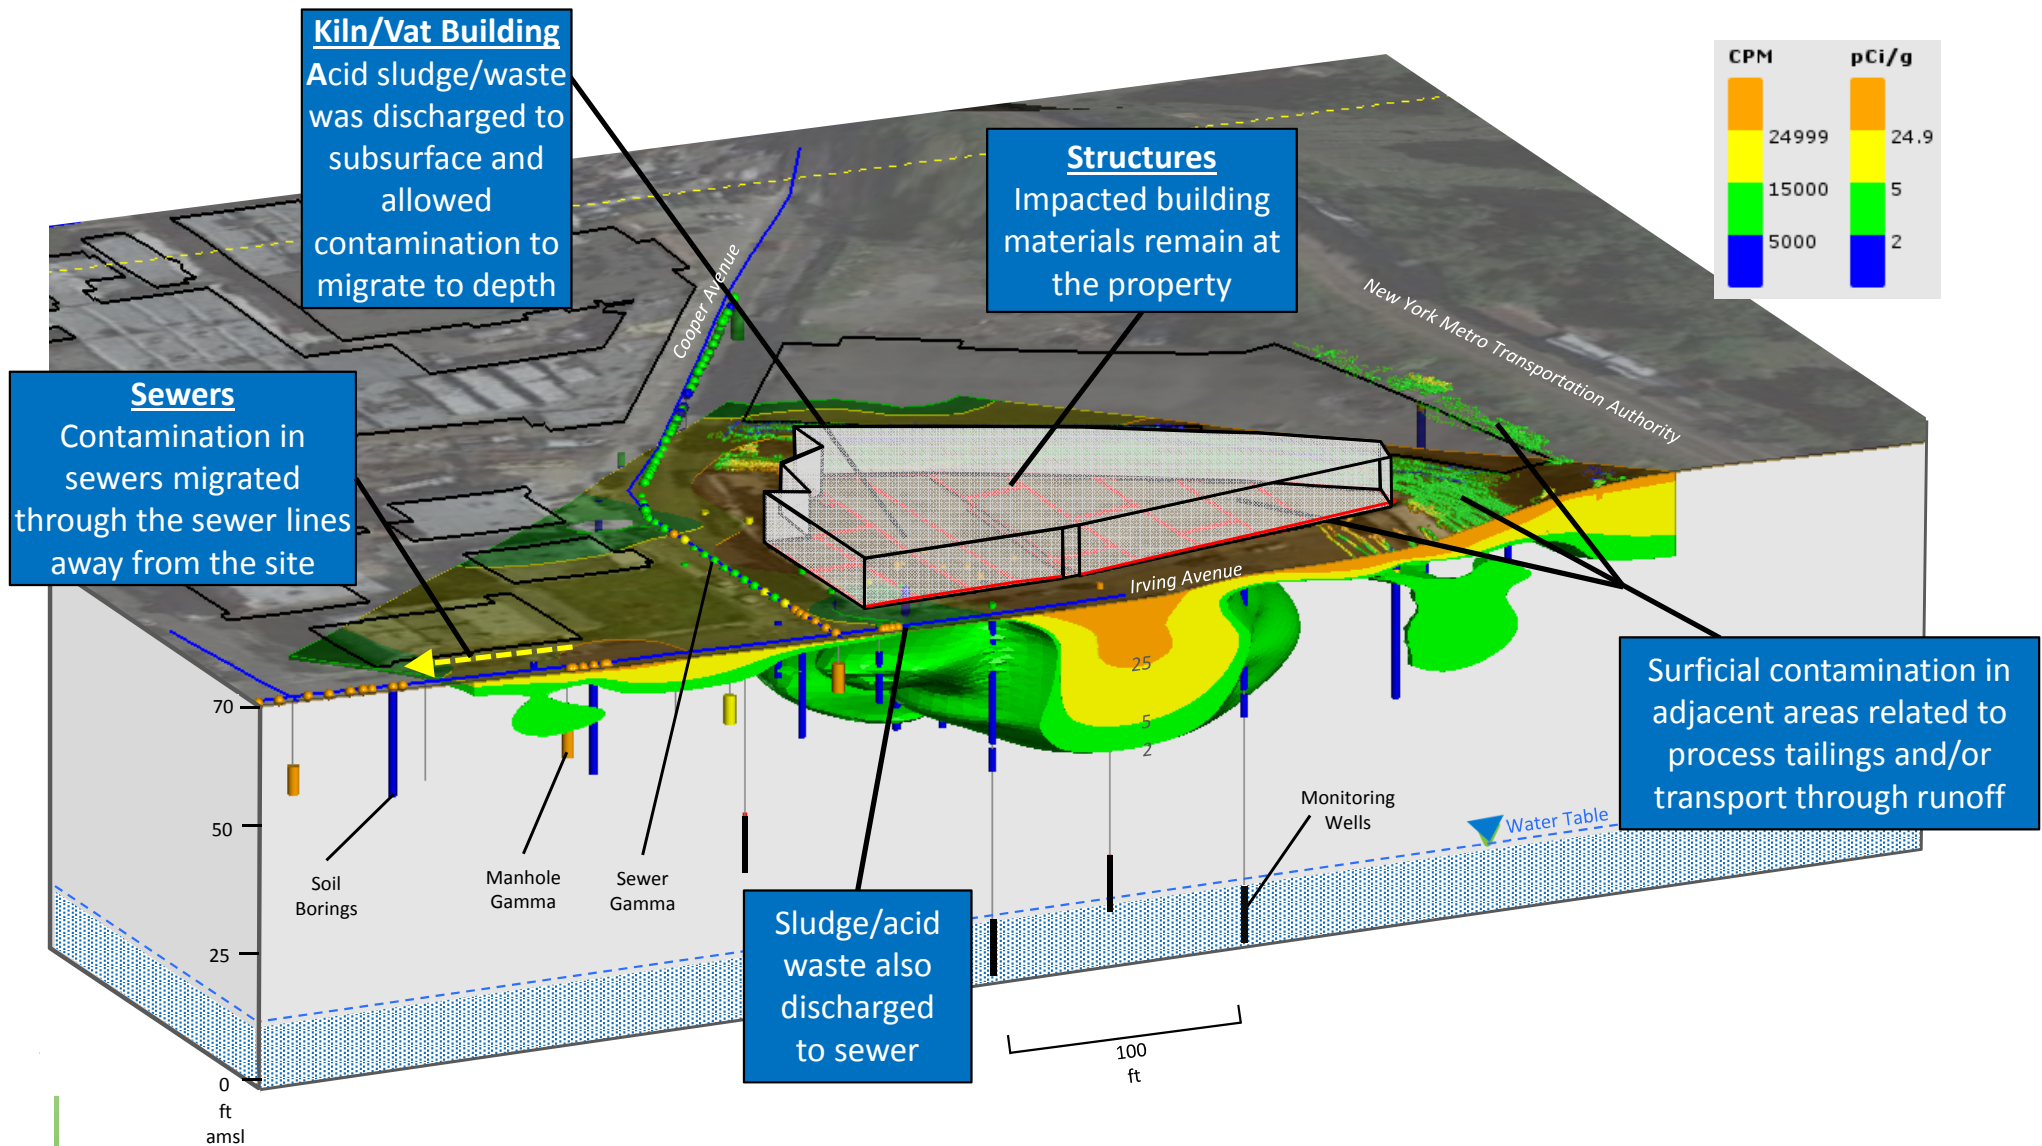 Kiln/Vat Building
Acid sludge/waste
was discharged to
subsurface and
allowed
contamination to
migrate to depth
Structures
Impacted building
materials remain at
the property
CPM
24999
15000
5000
pCi/g
24.9
5
2
Cooper Avenue
New York Metro Transportation Authority
Sewers
Contamination in
sewers migrated
through the sewer lines
away from the site
Irving Avenue
25
5
2
Surficial contamination in
adjacent areas related to
process tailings and/or
transport through runoff
70
50
25
0
ft
amsl
Soil
Borings
Manhole
Gamma
Sewer
Gamma
Monitoring
Wells
Water Table
Sludge/acid
waste also
discharged
to sewer
100
ft